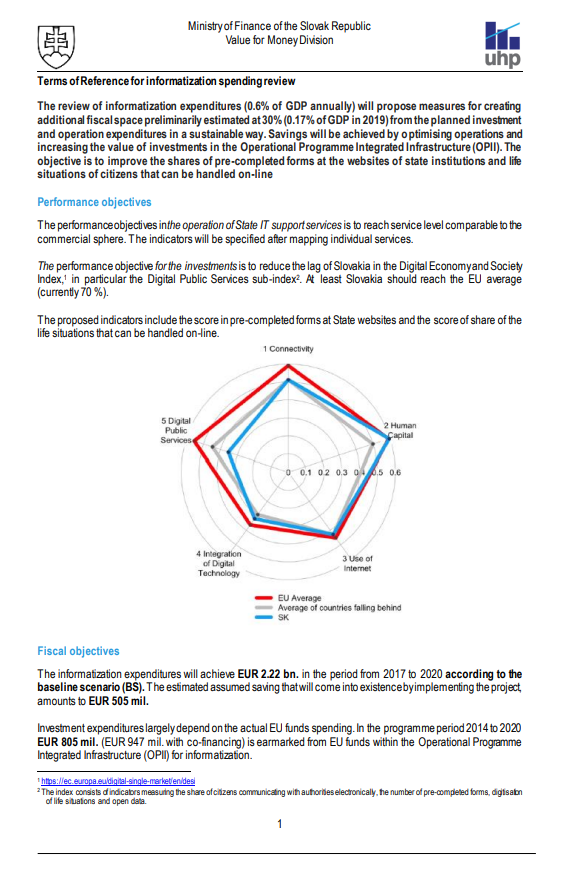 Ministry of Finance of the Slovak Republic
Value for Money Division
uhp
Terms of Reference for informatization spending review
The review of informatization expenditures (0.6% of GDP annually) will propose measures for creating
additional fiscal space preliminarily estimated at 30% (0.17% of GDP in 2019) from the planned investment
and operation expenditures in a sustainable way. Savings will be achieved by optimising operations and
increasing the value of investments in the Operational Programme Integrated Infrastructure (OPII). The
objective is to improve the shares of pre-completed forms at the websites of state institutions and life
situations of citizens that can be handled on-line
Performance objectives
The performance objectives in the operation of State IT support services is to reach service level comparable to the
commercial sphere. The indicators will be specified after mapping individual services.
The performance objective for the investments is to reduce the lag of Slovakia in the Digital Economy and Society
Index,1 in particular the Digital Public Services sub-index2. At least Slovakia should reach the EU average
(currently 70 %).
The proposed indicators include the score in pre-completed forms at State websites and the score of share of the
life situations that can be handled on-line.
1 Connectivity
5 Digital
Public
Services
2 Human
Capital
0 0.1 0.2 0.3 0.4 0.5 0.6
4 Integration
of Digital
Technology
3 Use of
Internet
EU Average
Average of countries falling behind
SK
Fiscal objectives
The informatization expenditures will achieve EUR 2.22 bn. in the period from 2017 to 2020 according to the
baseline scenario (BS). The estimated assumed saving that will come into existence by implementing the project,
amounts to EUR 505 mil.
Investment expenditures largely depend on the actual EU funds spending. In the programme period 2014 to 2020
EUR 805 mil. (EUR 947 mil. with co-financing) is earmarked from EU funds within the Operational Programme
Integrated Infrastructure (OPII) for informatization.
1 https://ec.europa.eu/digital-single-market/en/desi
2 The index consists of indicators measuring the share of citizens communicating with authorities electronically, the number of pre-completed forms, digitisation
of life situations and open data.
1